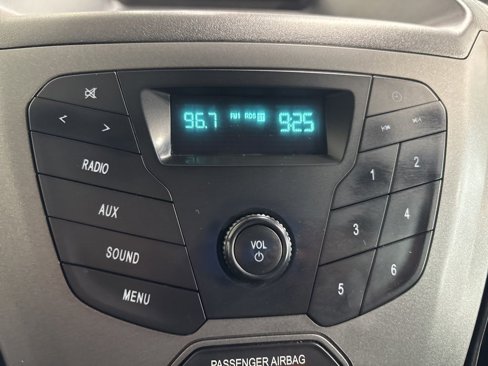 96.7 FM1 RDS 9:25
RADIO
AUX
SOUND
MENU
VOL
1 2
3 4
5 6
PASSENGER AIRBAG